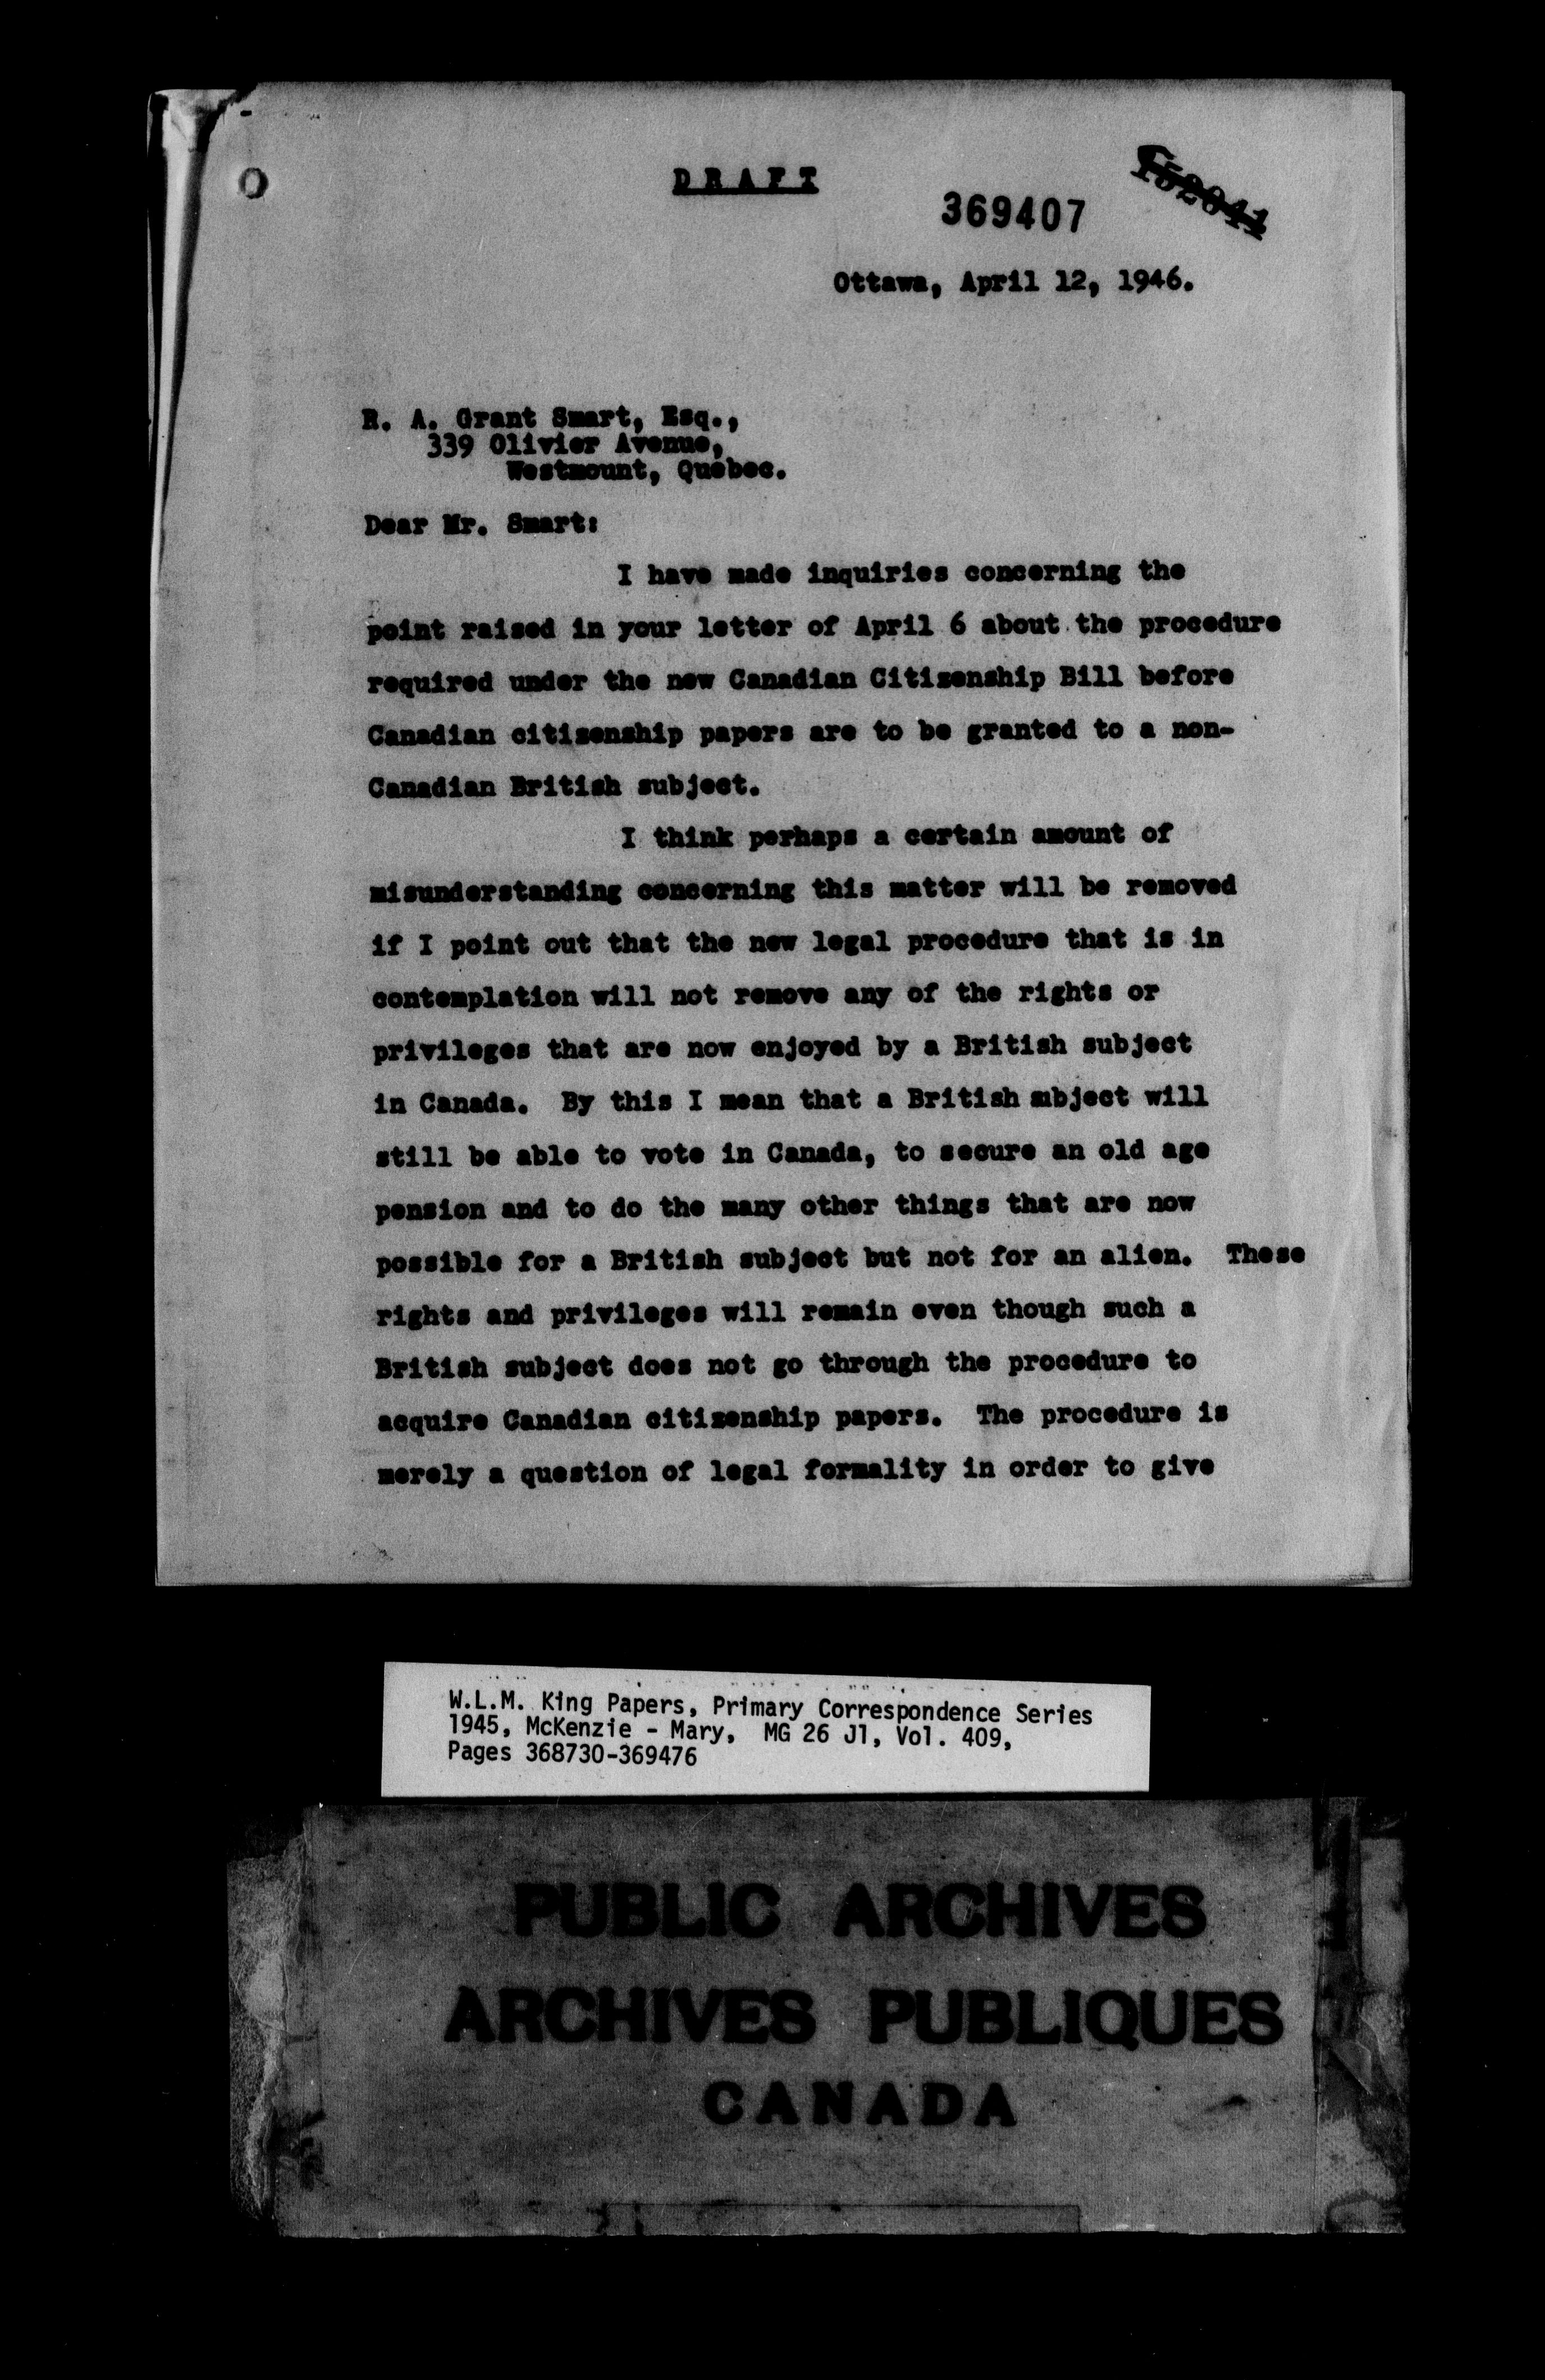 DRAFT
369407
152041
Ottawa, April 12, 1946.
R. A. Grant Smart, Esq.,
339 Olivier Avenue,
Westmount, Quebec.
Dear Mr. Smart:
I have made inquiries concerning the
point raised in your letter of April 6 about the procedure
required under the new Canadian Citizenship Bill before
Canadian citizenship papers are to be granted to a non-
Canadian British subject.
I think perhaps a certain amount of
misunderstanding concerning this matter will be removed
if I point out that the new legal procedure that is in
contemplation will not remove any of the rights or
privileges that are now enjoyed by a British subject
in Canada. By this I mean that a British subject will
still be able to vote in Canada, to secure an old age
pension and to do the many other things that are now
possible for a British subject but not for an alien. These
rights and privileges will remain even though such a
British subject does not go through the procedure to
acquire Canadian citizenship papers. The procedure is
merely a question of legal formality in order to give
W.L.M. King Papers, Primary Correspondence Series
1945, McKenzie - Mary, MG 26 J1, Vol. 409,
Pages 368730-369476
PUBLIC ARCHIVES
ARCHIVES PUBLIQUES
CANADA